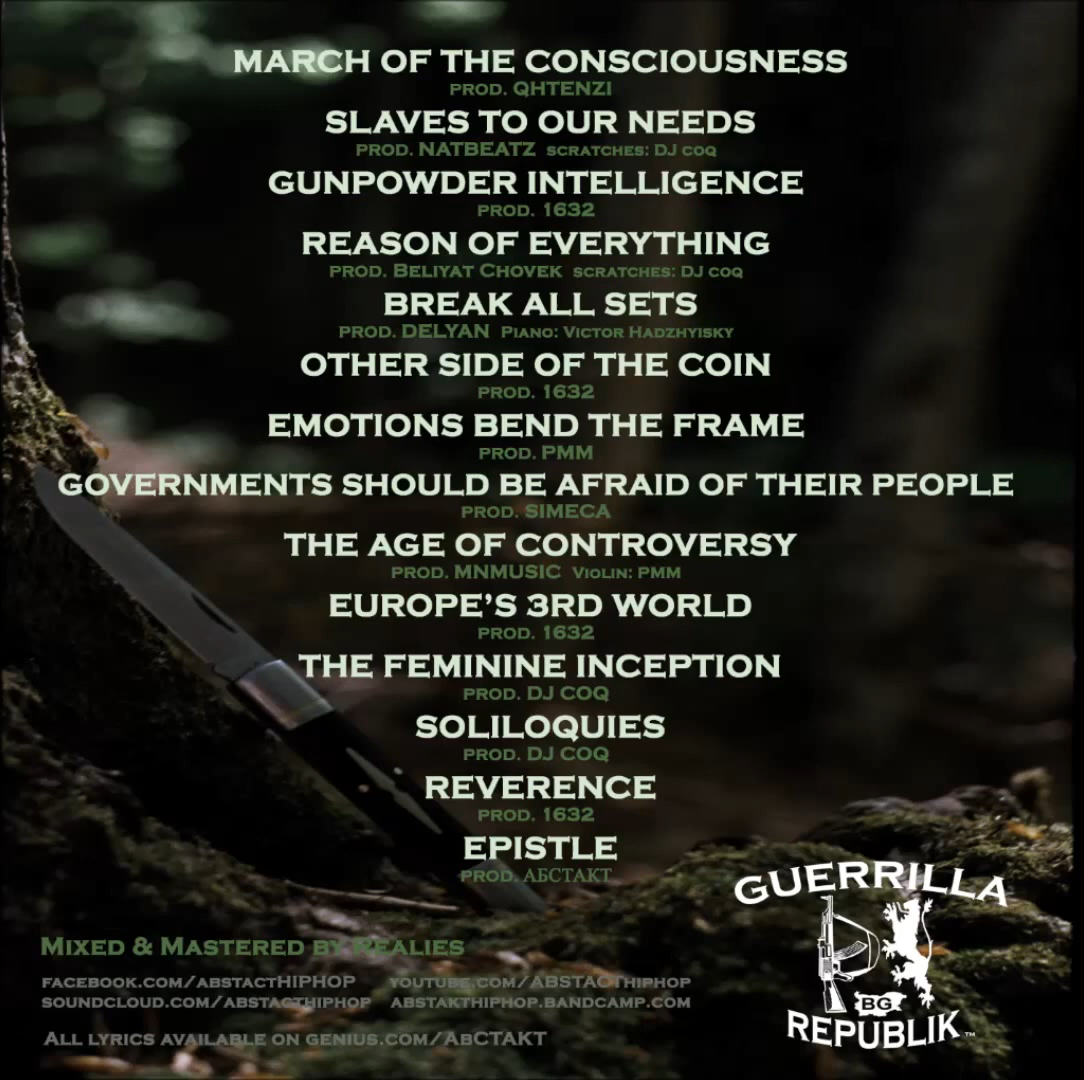 MARCH OF THE CONSCIOUSNESS
PROD. QHTENZI
SLAVES TO OUR NEEDS
PROD. NATBEATZ SCRATCHES: DJ COQ
GUNPOWDER INTELLIGENCE
PROD. 1632
REASON OF EVERYTHING
PROD. BELIYAT CHOVEK SCRATCHES: DJ COQ
BREAK ALL SETS
PROD. DELYAN PIANO: VICTOR HADZHYISKY
OTHER SIDE OF THE COIN
PROD. 1632
EMOTIONS BEND THE FRAME
PROD. PMM
GOVERNMENTS SHOULD BE AFRAID OF THEIR PEOPLE
PROD. SIMECA
THE AGE OF CONTROVERSY
PROD. MNMUSIC VIOLIN: PMM
EUROPE'S 3RD WORLD
PROD. 1632
THE FEMININE INCEPTION
PROD. DJ COQ
SOLILOQUIES
PROD. DJ COQ
REVERENCE
PROD. 1632
EPISTLE
PROD. АБСТАКТ
MIXED & MASTERED BY REALIES
FACEBOOK.COM/ABSTACTHIPHOP YOUTUBE.COM/ABSTACTHIPHOP
SOUNDCLOUD.COM/ABSTACTHIPHOP ABSTAKTHIPHOP.BANDCAMP.COM
ALL LYRICS AVAILABLE ON GENIUS.COM/ABCTAKT
GUERRILLA
BG
REPUBLIK™